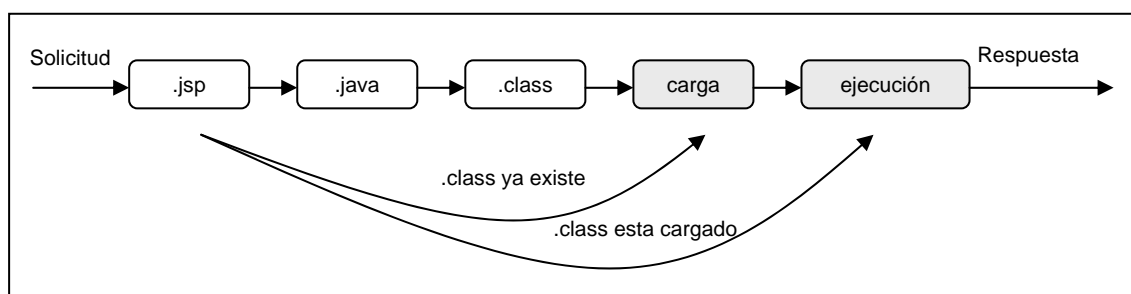 Solicitud
Respuesta
.jsp
.java
.class
carga
ejecución
.class ya existe
.class esta cargado